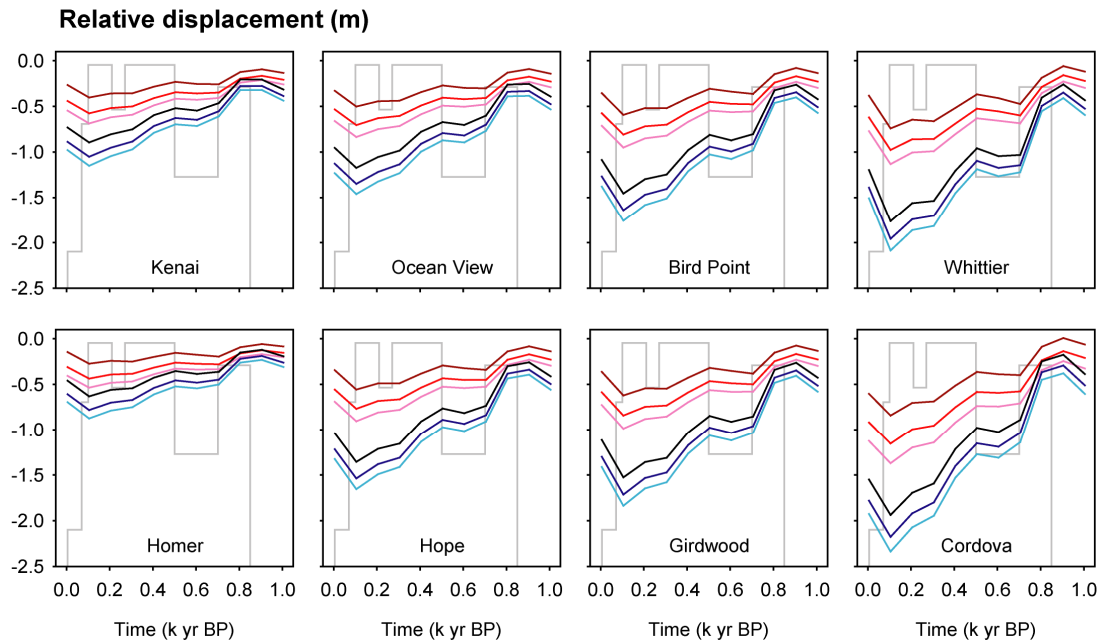 Relative displacement (m)
0.0
-0.5
-1.0
-1.5
-2.0
-2.5
Kenai
Ocean View
Bird Point
Whittier
0.0
-0.5
-1.0
-1.5
-2.0
-2.5
Homer
Hope
Girdwood
Cordova
0.0 0.2 0.4 0.6 0.8 1.0 0.0 0.2 0.4 0.6 0.8 1.0 0.0 0.2 0.4 0.6 0.8 1.0 0.0 0.2 0.4 0.6 0.8 1.0
Time (k yr BP) Time (k yr BP) Time (k yr BP) Time (k yr BP)